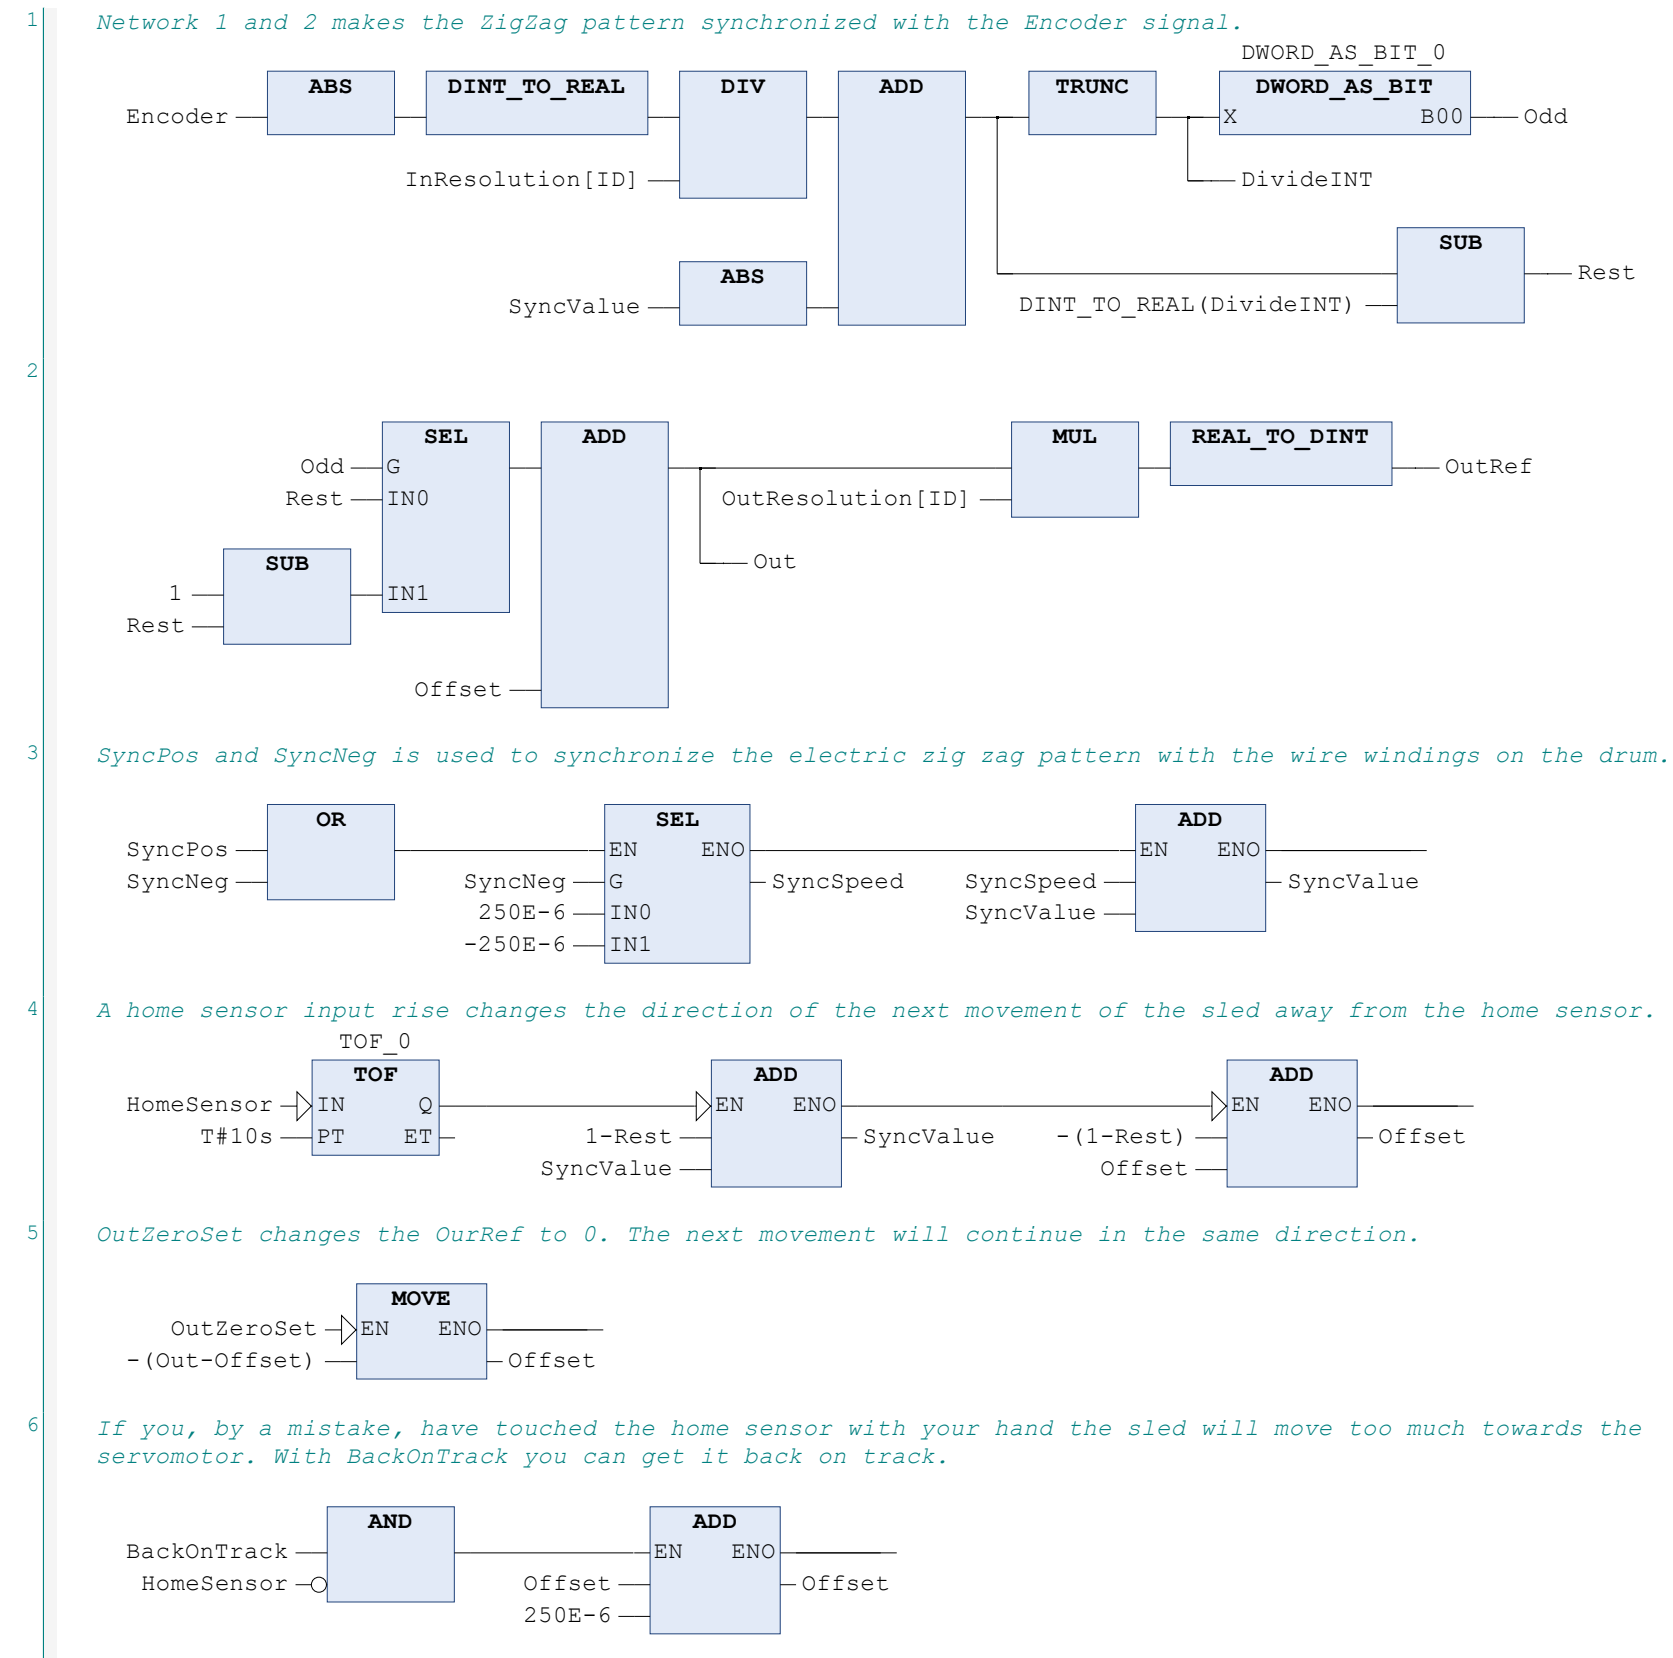 1 Network 1 and 2 makes the ZigZag pattern synchronized with the Encoder signal.
DWORD_AS_BIT_0
ABS DINT_TO_REAL DIV ADD TRUNC DWORD_AS_BIT
Encoder X B00 Odd
InResolution[ID] DivideINT
SUB
ABS Rest
SyncValue DINT_TO_REAL(DivideINT)
2
SEL ADD MUL REAL_TO_DINT
Odd G OutRef
Rest IN0 OutResolution[ID]
SUB Out
1 IN1
Rest
Offset
3 SyncPos and SyncNeg is used to synchronize the electric zig zag pattern with the wire windings on the drum.
OR SEL ADD
SyncPos EN ENO EN ENO
SyncNeg SyncNeg G SyncSpeed SyncSpeed SyncValue
250E-6 IN0 SyncValue
-250E-6 IN1
4 A home sensor input rise changes the direction of the next movement of the sled away from the home sensor.
TOF_0
TOF ADD ADD
HomeSensor IN Q EN ENO EN ENO
T#10s PT ET 1-Rest SyncValue -(1-Rest) Offset
SyncValue Offset
5 OutZeroSet changes the OurRef to 0. The next movement will continue in the same direction.
MOVE
OutZeroSet EN ENO
-(Out-Offset) Offset
6 If you, by a mistake, have touched the home sensor with your hand the sled will move too much towards the
servomotor. With BackOnTrack you can get it back on track.
AND ADD
BackOnTrack EN ENO
HomeSensor Offset Offset
250E-6